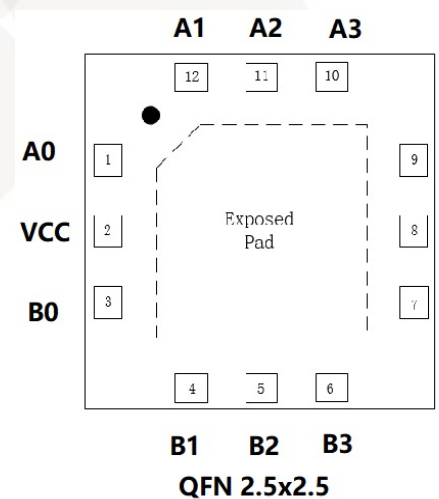 A1 A2 A3
12 11 10
A0 1 9
VCC 2 Exposed 8
Pad
B0 3 7
4 5 6
B1 B2 B3
QFN 2.5x2.5